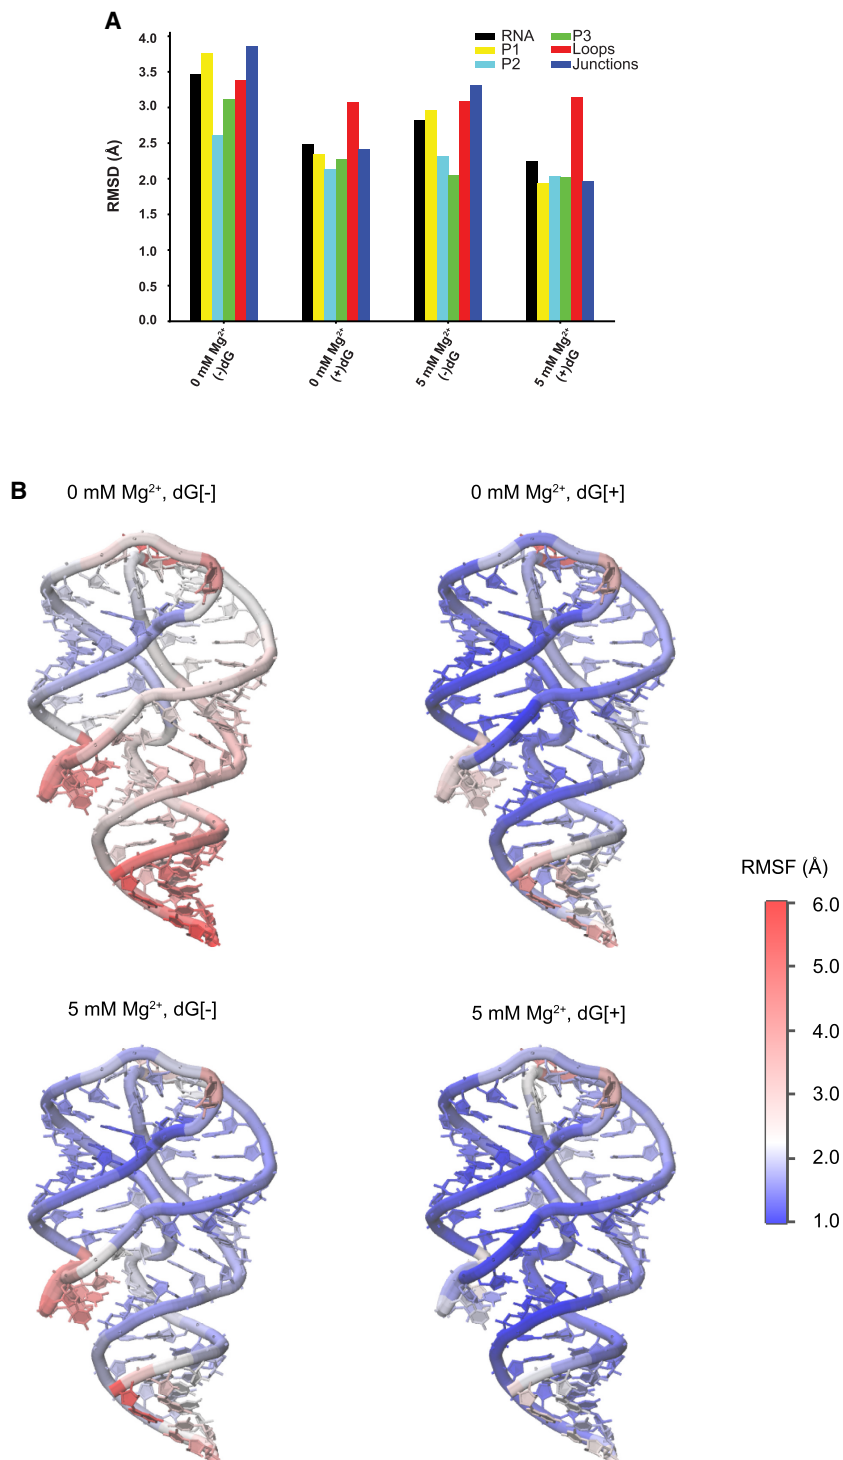 A
RMSD (Å)
4.0
3.5
3.0
2.5
2.0
1.5
1.0
0.5
0.0
RNA
P1
P2
P3
Loops
Junctions
0 mM Mg²⁺
(-)dG
0 mM Mg²⁺
(+)dG
5 mM Mg²⁺
(-)dG
5 mM Mg²⁺
(+)dG
B
0 mM Mg²⁺, dG[-]
0 mM Mg²⁺, dG[+]
5 mM Mg²⁺, dG[-]
5 mM Mg²⁺, dG[+]
RMSF (Å)
6.0
5.0
4.0
3.0
2.0
1.0